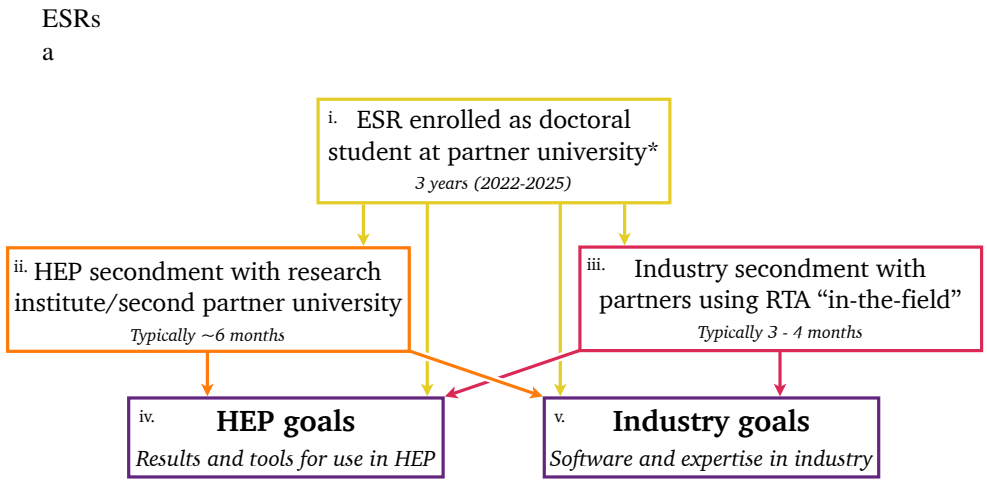 ESRs
a
i. ESR enrolled as doctoral
student at partner university*
3 years (2022-2025)
ii. HEP secondment with research
institute/second partner university
Typically ~6 months
iii. Industry secondment with
partners using RTA “in-the-field”
Typically 3 - 4 months
iv. HEP goals
Results and tools for use in HEP
v. Industry goals
Software and expertise in industry